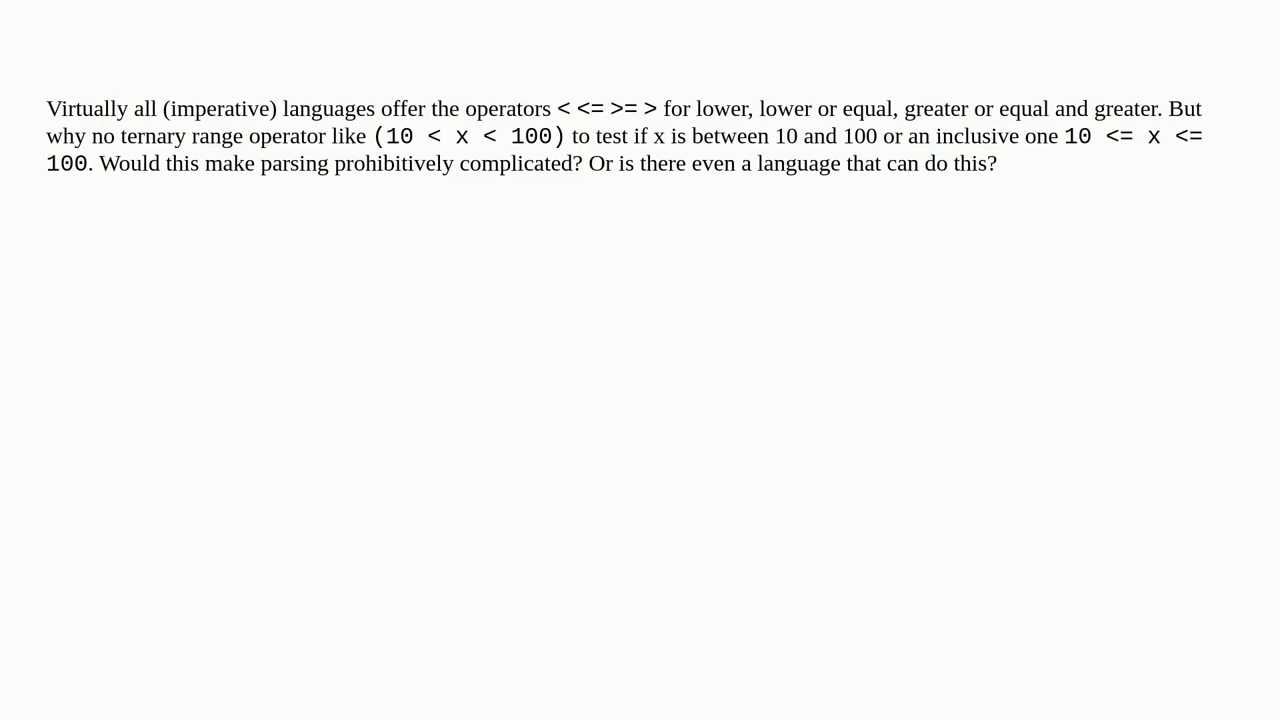 Virtually all (imperative) languages offer the operators < <= >= > for lower, lower or equal, greater or equal and greater. But
why no ternary range operator like (10 < x < 100) to test if x is between 10 and 100 or an inclusive one 10 <= x <=
100. Would this make parsing prohibitively complicated? Or is there even a language that can do this?